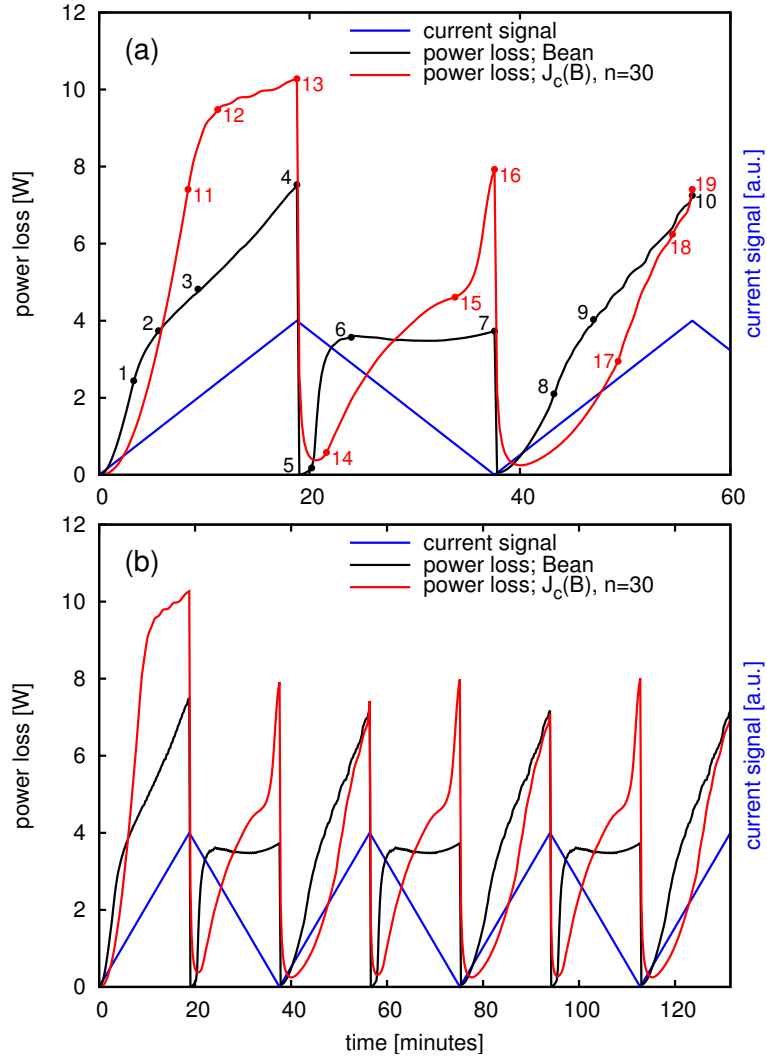 (a)
current signal
power loss; Bean
power loss; J_c(B), n=30
power loss [W]
current signal [a.u.]
12
10
8
6
4
2
0
0 20 40 60
1
2
3
4
5
6
7
8
9
10
11
12
13
14
15
16
17
18
19
(b)
current signal
power loss; Bean
power loss; J_c(B), n=30
power loss [W]
current signal [a.u.]
12
10
8
6
4
2
0
0 20 40 60 80 100 120
time [minutes]